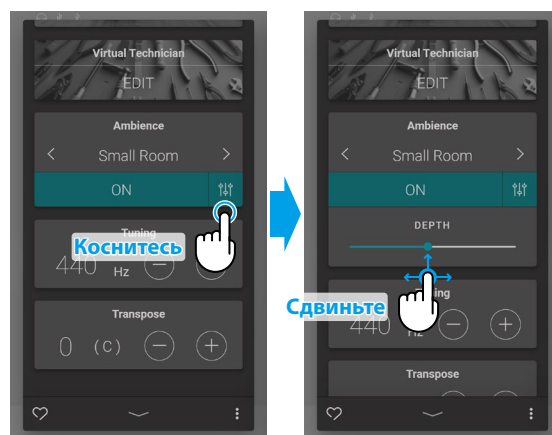 Virtual Technician
EDIT
Ambience
Small Room
ON
Tuning
Коснитесь
440 Hz
Transpose
0 (C)
Virtual Technician
EDIT
Ambience
Small Room
ON
DEPTH
Tuning
Сдвиньте
440 Hz
Transpose